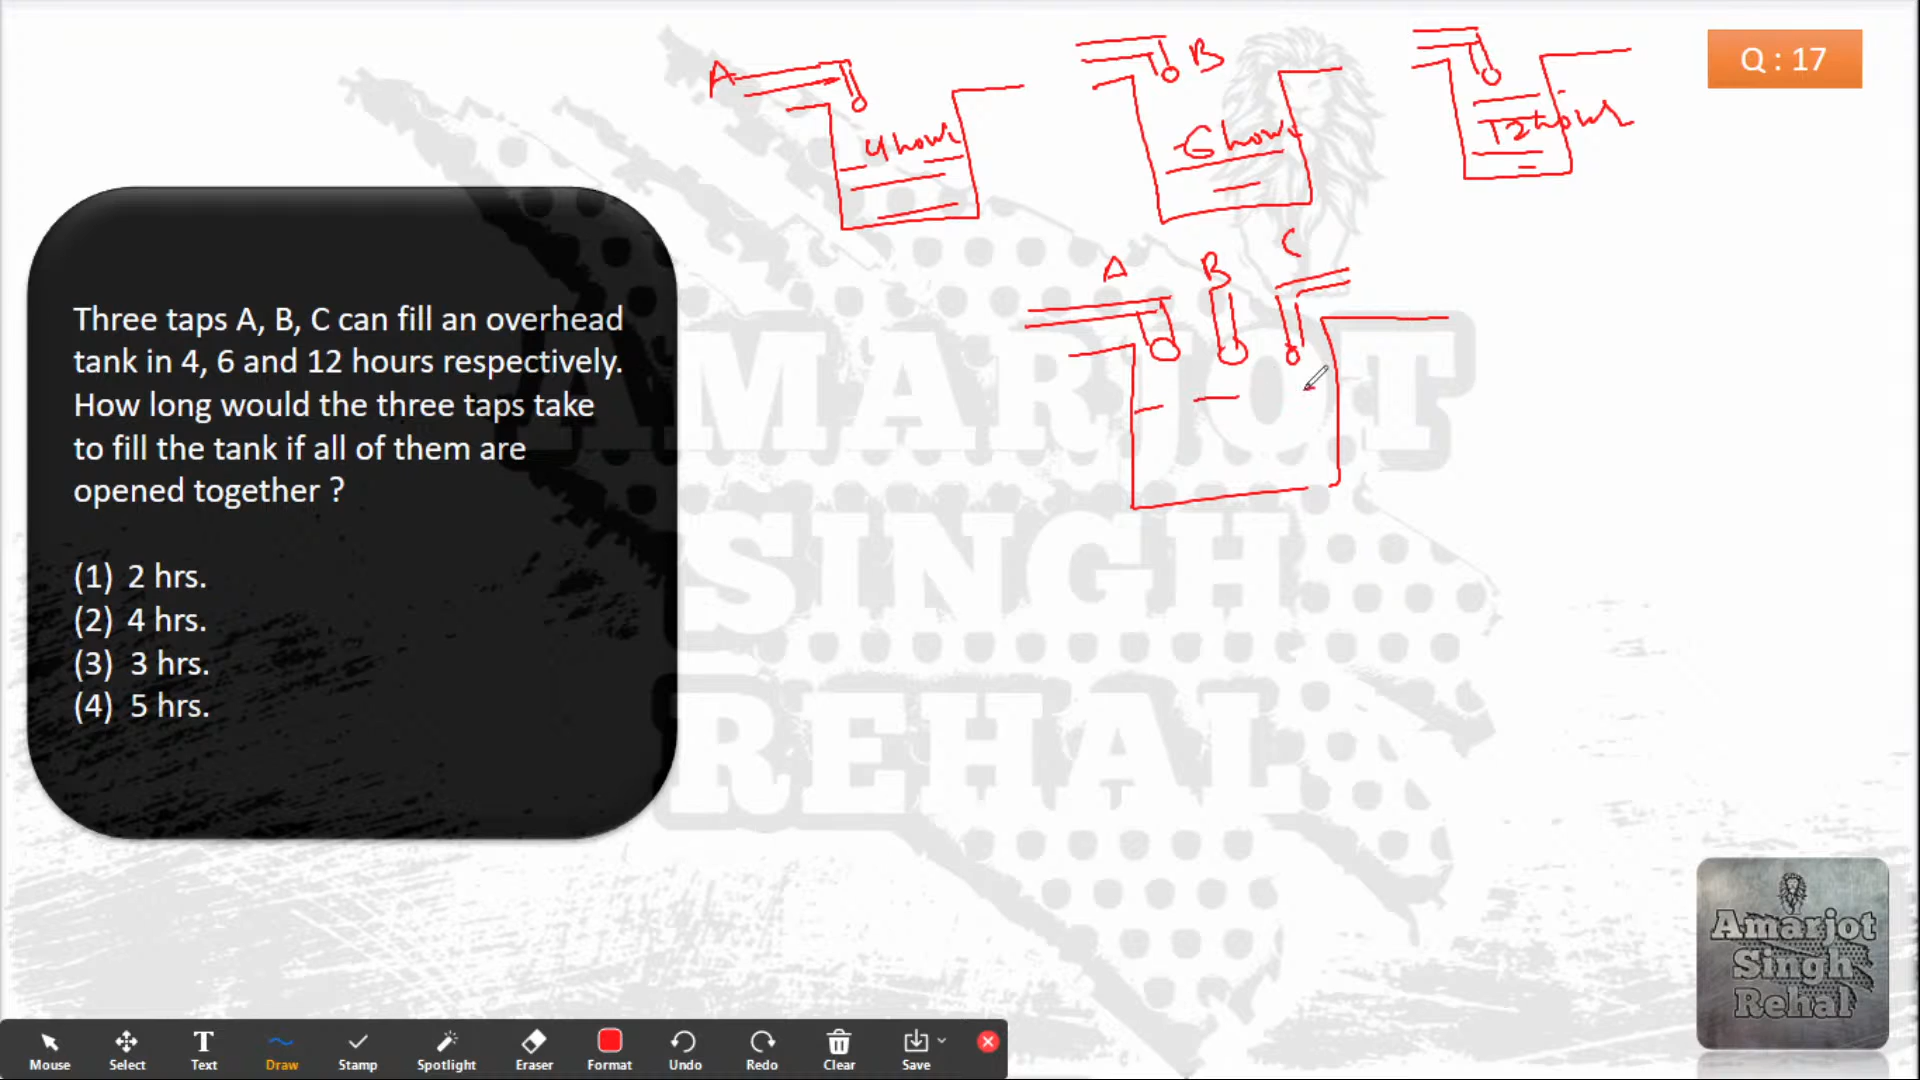 Q : 17
A
B
4 hours
6 hours
12 hours
A B C
Three taps A, B, C can fill an overhead
tank in 4, 6 and 12 hours respectively.
How long would the three taps take
to fill the tank if all of them are
opened together ?
(1) 2 hrs.
(2) 4 hrs.
(3) 3 hrs.
(4) 5 hrs.
AMARJOT
SINGH
REHAL
Amarjot
Singh
Rehal
Mouse Select Text Draw Stamp Spotlight Eraser Format Undo Redo Clear Save